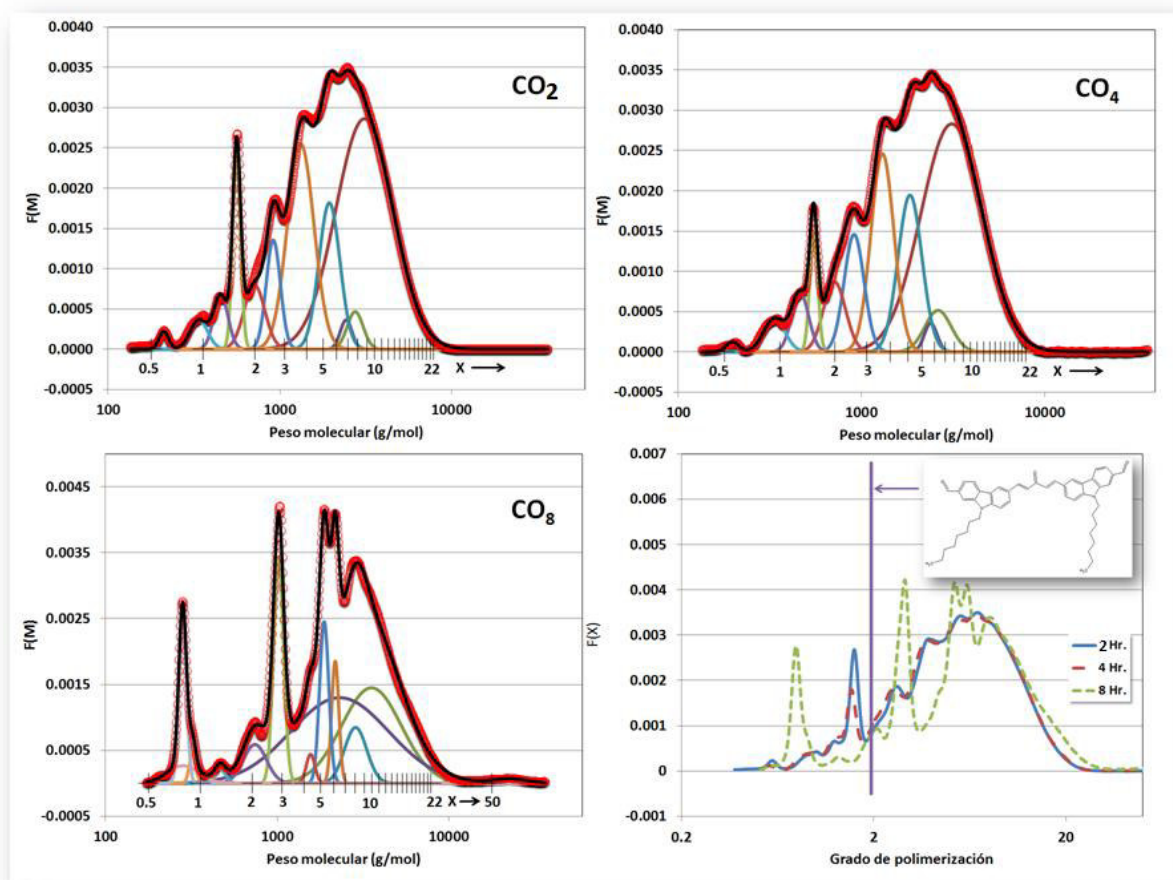 0.0040
0.0035
0.0030
0.0025
0.0020
0.0015
0.0010
0.0005
0.0000
-0.0005
F(M)
CO2
0.5 1 2 3 5 10 22 X
100 1000 10000
Peso molecular (g/mol)
0.0040
0.0035
0.0030
0.0025
0.0020
0.0015
0.0010
0.0005
0.0000
-0.0005
F(M)
CO4
0.5 1 2 3 5 10 22 X
100 1000 10000
Peso molecular (g/mol)
0.0045
0.0035
0.0025
0.0015
0.0005
-0.0005
F(M)
CO8
0.5 1 2 3 5 10 22 X 50
100 1000 10000
Peso molecular (g/mol)
0.007
0.006
0.005
0.004
0.003
0.002
0.001
0
-0.001
F(X)
2 Hr.
4 Hr.
8 Hr.
0.2 2 20
Grado de polimerización